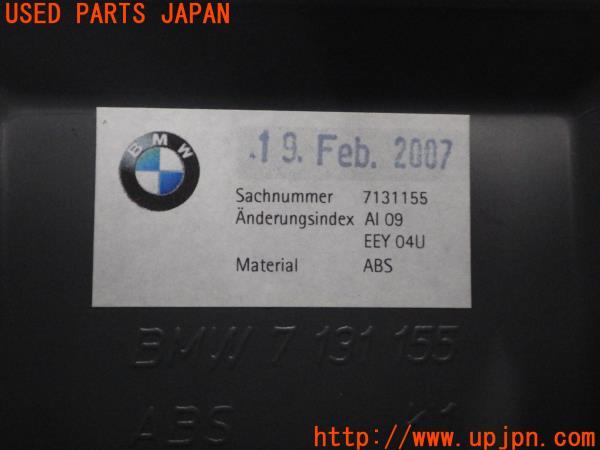 USED PARTS JAPAN
BMW
.19. Feb. 2007
Sachnummer 7131155
Änderungsindex AI 09
EEY 04U
Material ABS
BMW 7 131 155
ABS K1
http://www.upjpn.com